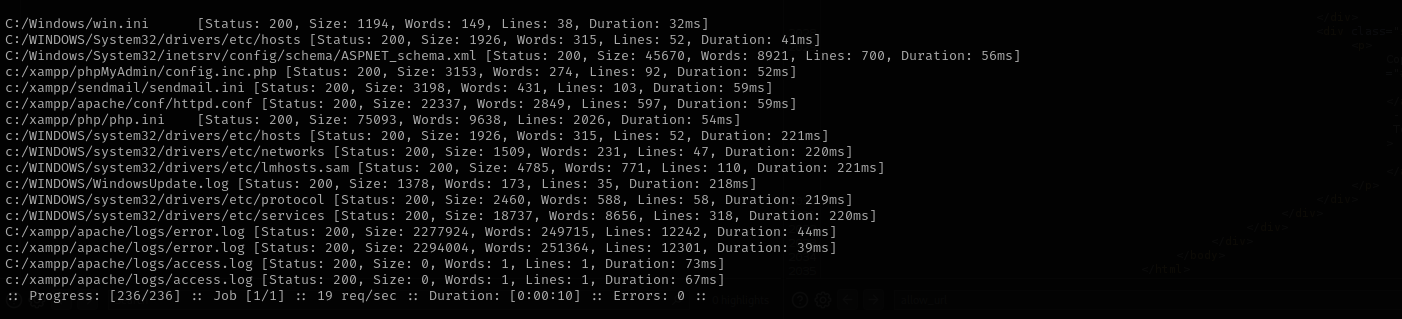 C:/Windows/win.ini      [Status: 200, Size: 1194, Words: 149, Lines: 38, Duration: 32ms]
C:/WINDOWS/System32/drivers/etc/hosts [Status: 200, Size: 1926, Words: 315, Lines: 52, Duration: 41ms]
C:/Windows/System32/inetsrv/config/schema/ASPNET_schema.xml [Status: 200, Size: 45670, Words: 8921, Lines: 700, Duration: 56ms]
C:/xampp/phpMyAdmin/config.inc.php [Status: 200, Size: 3153, Words: 274, Lines: 92, Duration: 52ms]
c:/xampp/sendmail/sendmail.ini [Status: 200, Size: 3198, Words: 431, Lines: 103, Duration: 59ms]
c:/xampp/apache/conf/httpd.conf [Status: 200, Size: 22337, Words: 2849, Lines: 597, Duration: 59ms]
c:/xampp/php/php.ini    [Status: 200, Size: 75093, Words: 9638, Lines: 2026, Duration: 54ms]
c:/WINDOWS/system32/drivers/etc/hosts [Status: 200, Size: 1926, Words: 315, Lines: 52, Duration: 221ms]
c:/WINDOWS/system32/drivers/etc/networks [Status: 200, Size: 1509, Words: 231, Lines: 47, Duration: 220ms]
c:/WINDOWS/system32/drivers/etc/lmhosts.sam [Status: 200, Size: 4785, Words: 771, Lines: 110, Duration: 221ms]
c:/WINDOWS/WindowsUpdate.log [Status: 200, Size: 1378, Words: 173, Lines: 35, Duration: 218ms]
c:/WINDOWS/system32/drivers/etc/protocol [Status: 200, Size: 2460, Words: 588, Lines: 58, Duration: 219ms]
c:/WINDOWS/system32/drivers/etc/services [Status: 200, Size: 18737, Words: 8656, Lines: 318, Duration: 220ms]
C:/xampp/apache/logs/error.log [Status: 200, Size: 2277924, Words: 249715, Lines: 12242, Duration: 44ms]
c:/xampp/apache/logs/error.log [Status: 200, Size: 2294004, Words: 251364, Lines: 12301, Duration: 39ms]
C:/xampp/apache/logs/access.log [Status: 200, Size: 0, Words: 1, Lines: 1, Duration: 73ms]
c:/xampp/apache/logs/access.log [Status: 200, Size: 0, Words: 1, Lines: 1, Duration: 67ms]
:: Progress: [236/236] :: Job [1/1] :: 19 req/sec :: Duration: [0:00:10] :: Errors: 0 ::